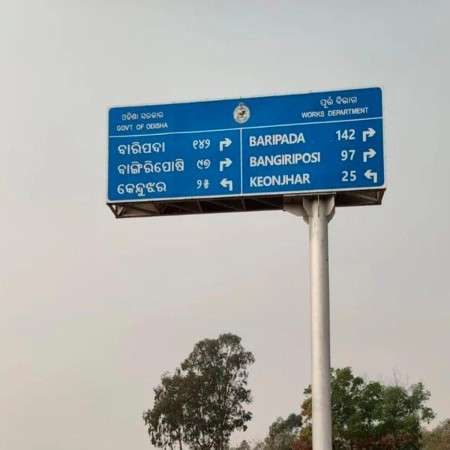 ଓଡ଼ିଶା ସରକାର
GOVT OF ODISHA
ପୂର୍ତ୍ତ ବିଭାଗ
WORKS DEPARTMENT
ବାରିପଦା ୧୪୨
ବାଙ୍ଗିରିପୋଷି ୯୭
କେନ୍ଦୁଝର ୨୫
BARIPADA 142
BANGIRIPOSI 97
KEONJHAR 25